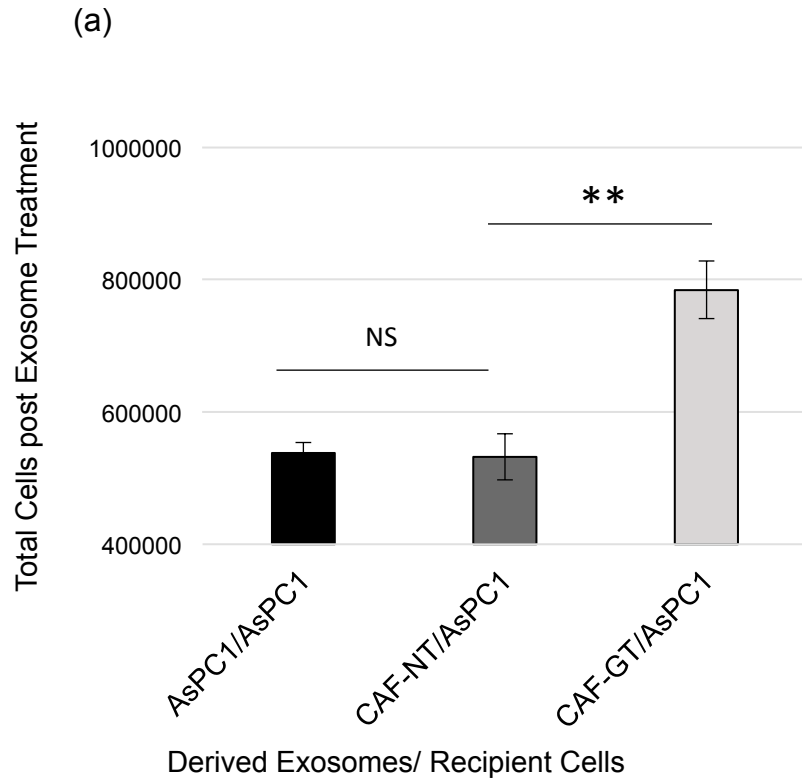 (a)
Total Cells post Exosome Treatment
1000000
800000
600000
400000
**
NS
AsPC1/AsPC1
CAF-NT/AsPC1
CAF-GT/AsPC1
Derived Exosomes/ Recipient Cells